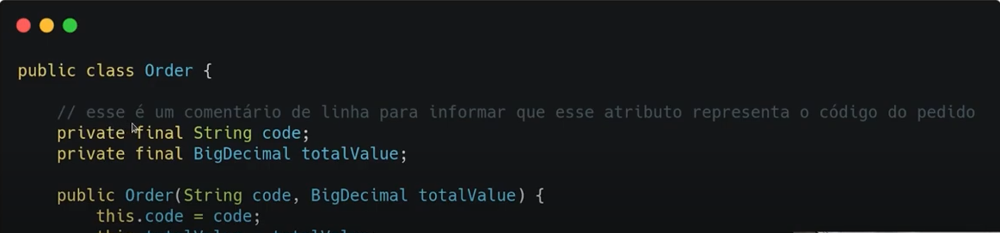 public class Order {
// esse é um comentário de linha para informar que esse atributo representa o código do pedido
private final String code;
private final BigDecimal totalValue;
public Order(String code, BigDecimal totalValue) {
this.code = code;